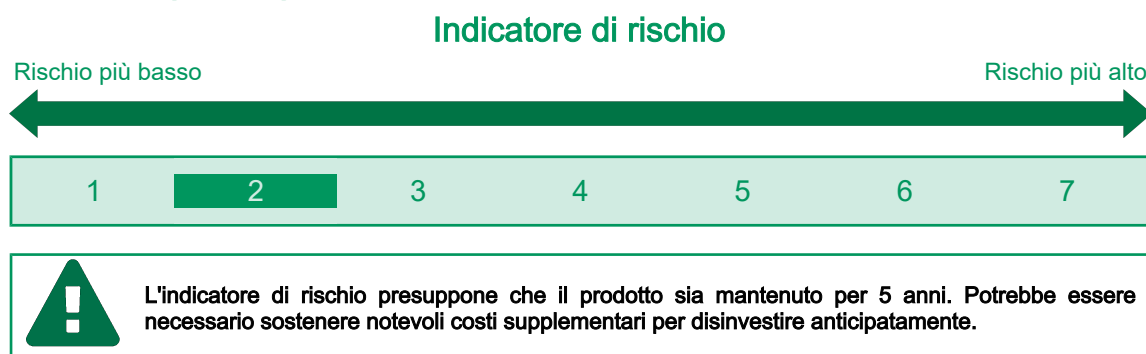 Indicatore di rischio
Rischio più basso Rischio più alto
1 2 3 4 5 6 7
L'indicatore di rischio presuppone che il prodotto sia mantenuto per 5 anni. Potrebbe essere
necessario sostenere notevoli costi supplementari per disinvestire anticipatamente.